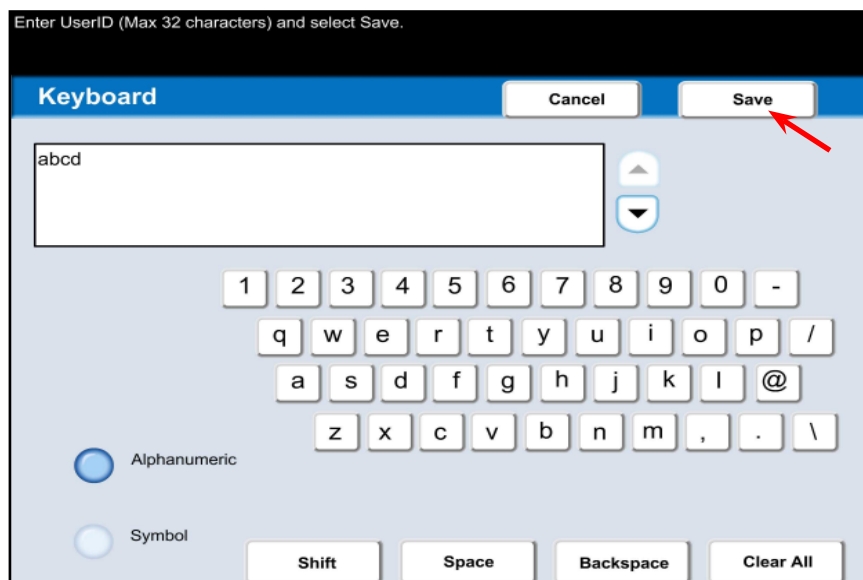 Enter UserID (Max 32 characters) and select Save.
Keyboard Cancel Save
abcd
1 2 3 4 5 6 7 8 9 0 -
q w e r t y u i o p /
a s d f g h j k l @
z x c v b n m , . \
Alphanumeric
Symbol
Shift Space Backspace Clear All